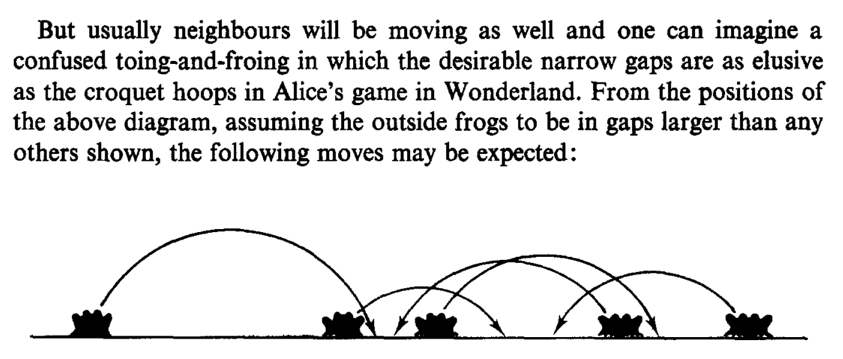 But usually neighbours will be moving as well and one can imagine a
confused toing-and-froing in which the desirable narrow gaps are as elusive
as the croquet hoops in Alice's game in Wonderland. From the positions of
the above diagram, assuming the outside frogs to be in gaps larger than any
others shown, the following moves may be expected: